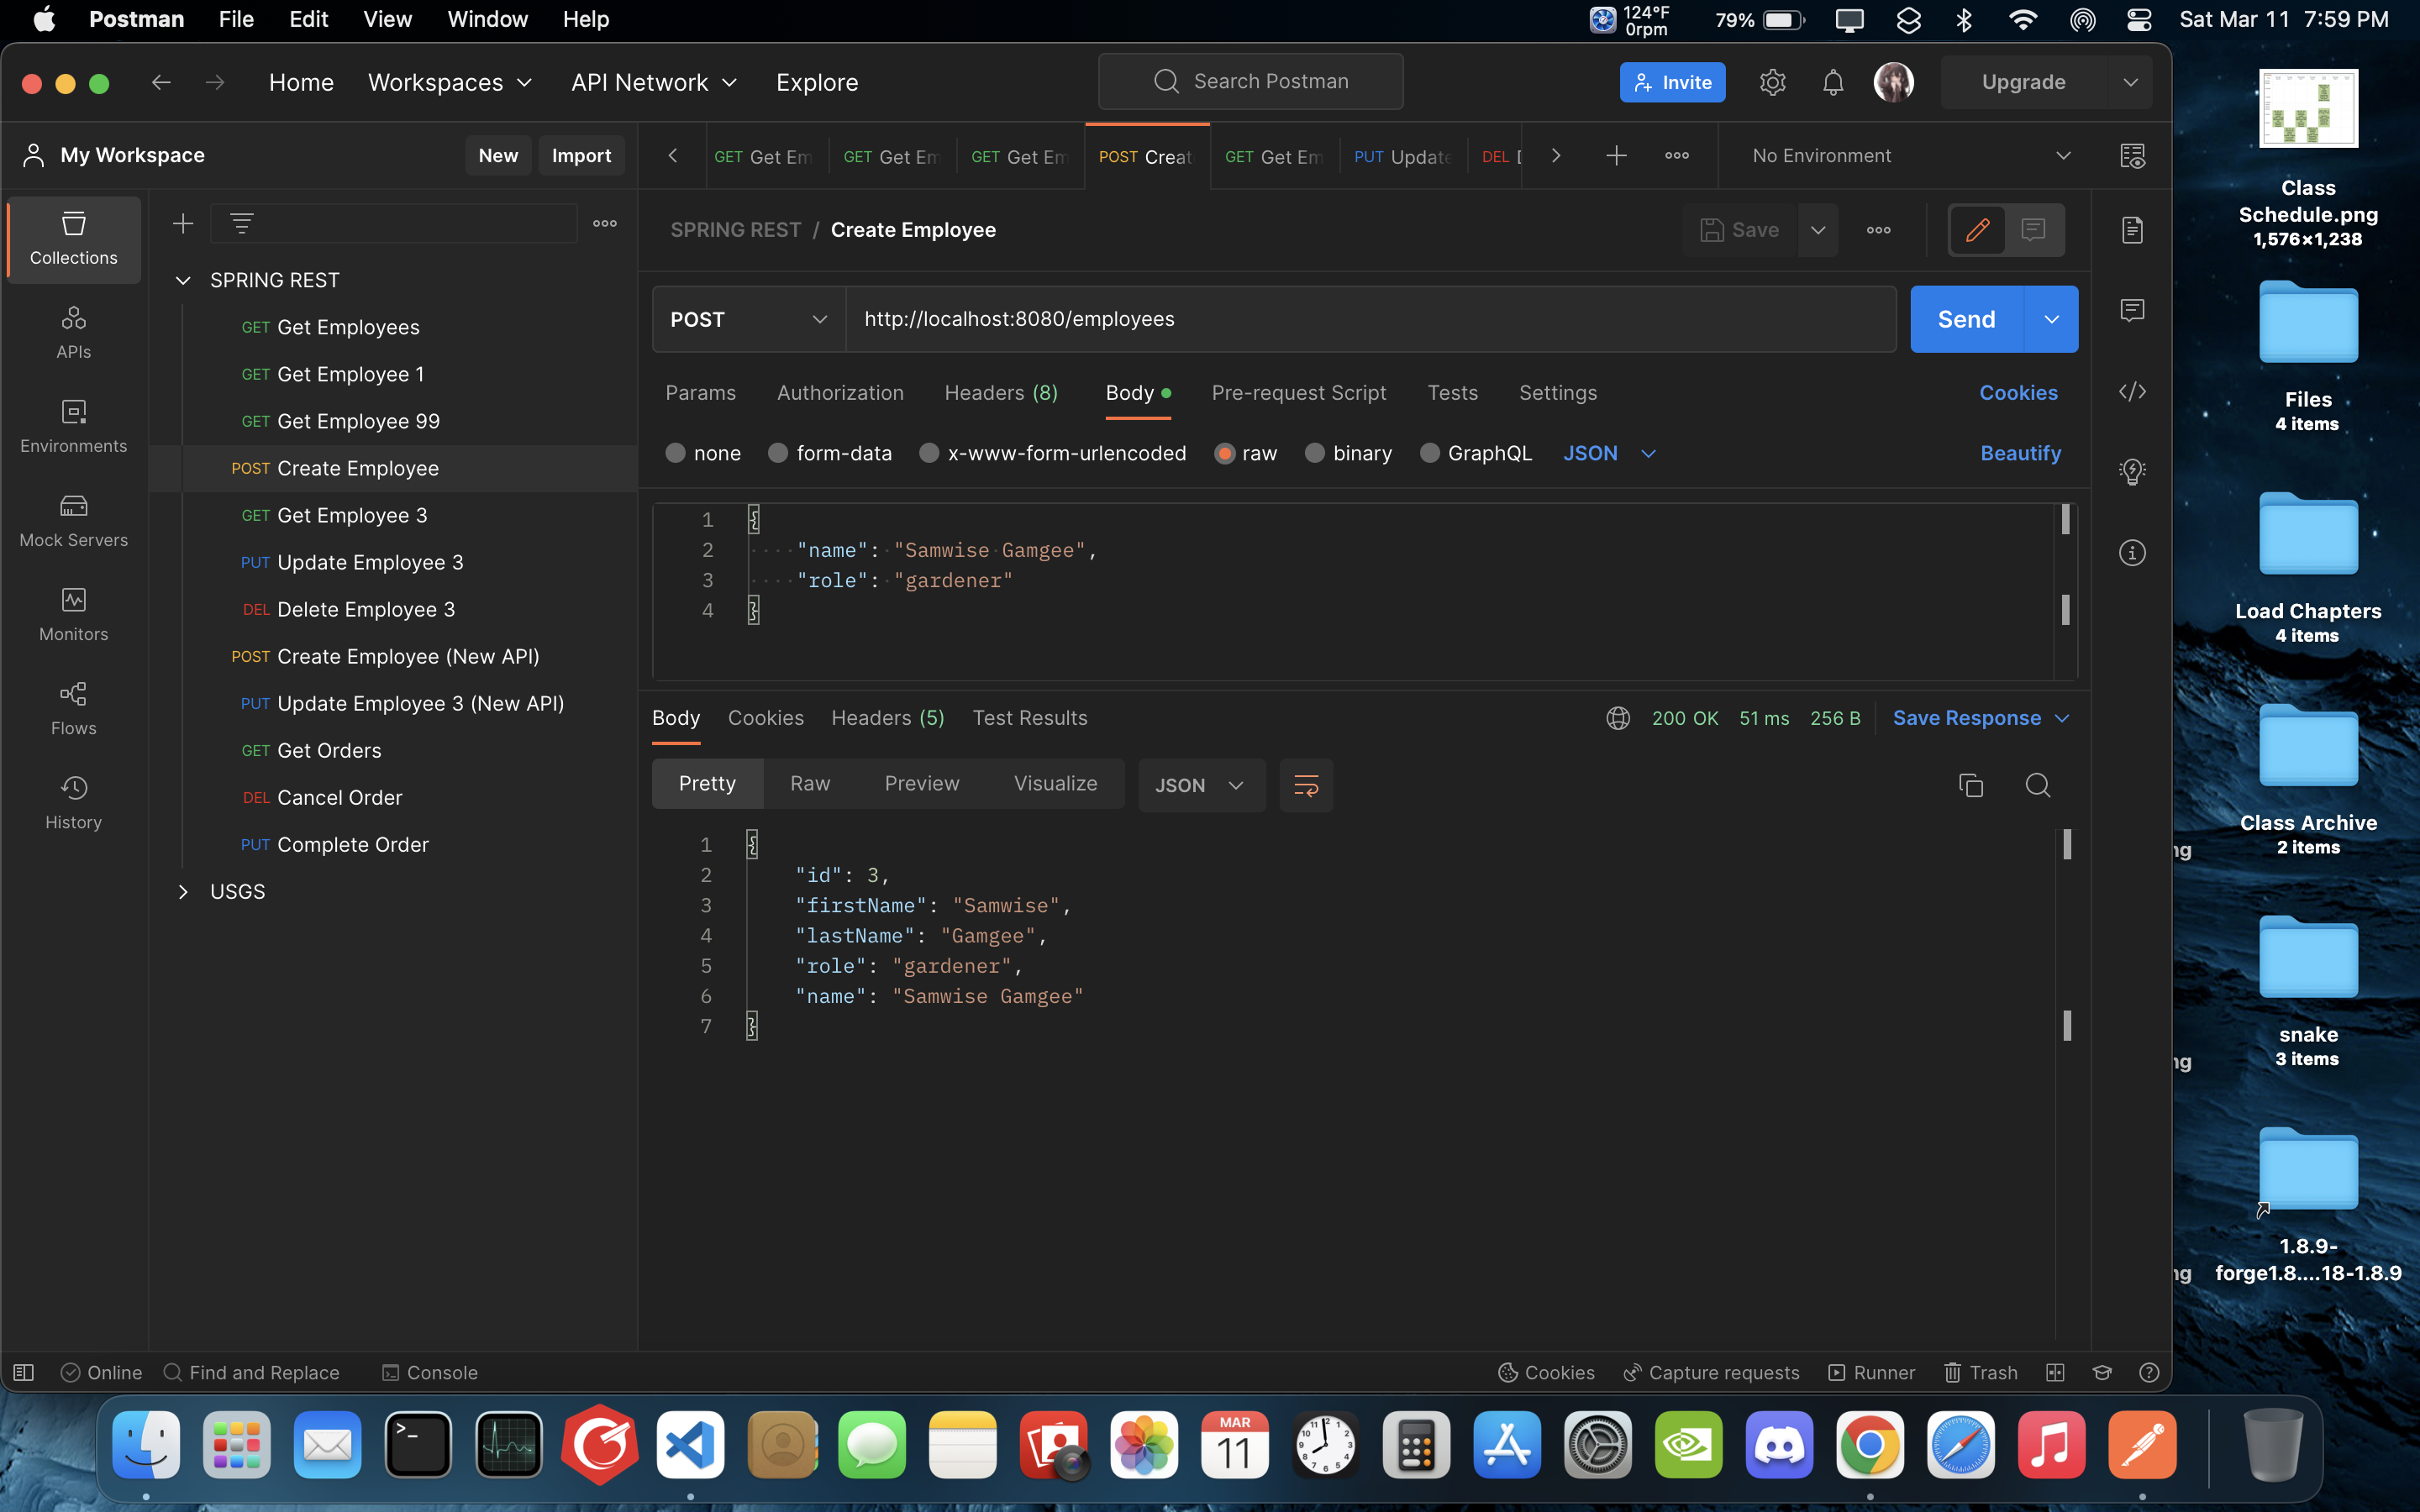 Postman File Edit View Window Help
124°F
0rpm
79%
Sat Mar 11 7:59 PM
Home Workspaces API Network Explore
Search Postman
Invite
Upgrade
My Workspace
New Import
GET Get Em
GET Get Em
GET Get Em
POST Creat
GET Get Em
PUT Update
DEL
No Environment
Collections
APIs
Environments
Mock Servers
Monitors
Flows
History
SPRING REST
GET Get Employees
GET Get Employee 1
GET Get Employee 99
POST Create Employee
GET Get Employee 3
PUT Update Employee 3
DEL Delete Employee 3
POST Create Employee (New API)
PUT Update Employee 3 (New API)
GET Get Orders
DEL Cancel Order
PUT Complete Order
USGS
SPRING REST / Create Employee
Save
POST http://localhost:8080/employees
Send
Params Authorization Headers (8) Body Pre-request Script Tests Settings Cookies
none form-data x-www-form-urlencoded raw binary GraphQL JSON Beautify
1 {
2 "name": "Samwise Gamgee",
3 "role": "gardener"
4 }
Body Cookies Headers (5) Test Results
200 OK 51 ms 256 B Save Response
Pretty Raw Preview Visualize JSON
1 {
2 "id": 3,
3 "firstName": "Samwise",
4 "lastName": "Gamgee",
5 "role": "gardener",
6 "name": "Samwise Gamgee"
7 }
Online Find and Replace Console
Cookies Capture requests Runner Trash
Class
Schedule.png
1,576×1,238
Files
4 items
Load Chapters
4 items
Class Archive
2 items
snake
3 items
1.8.9-
forge1.8....18-1.8.9
MAR
11